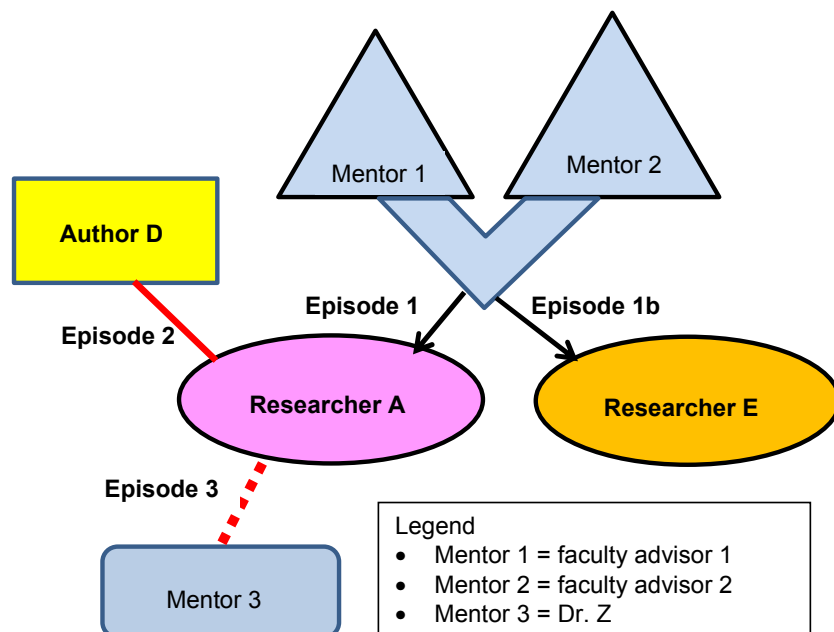 Mentor 1
Mentor 2
Author D
Episode 1
Episode 1b
Episode 2
Researcher A
Researcher E
Episode 3
Mentor 3
Legend
• Mentor 1 = faculty advisor 1
• Mentor 2 = faculty advisor 2
• Mentor 3 = Dr. Z